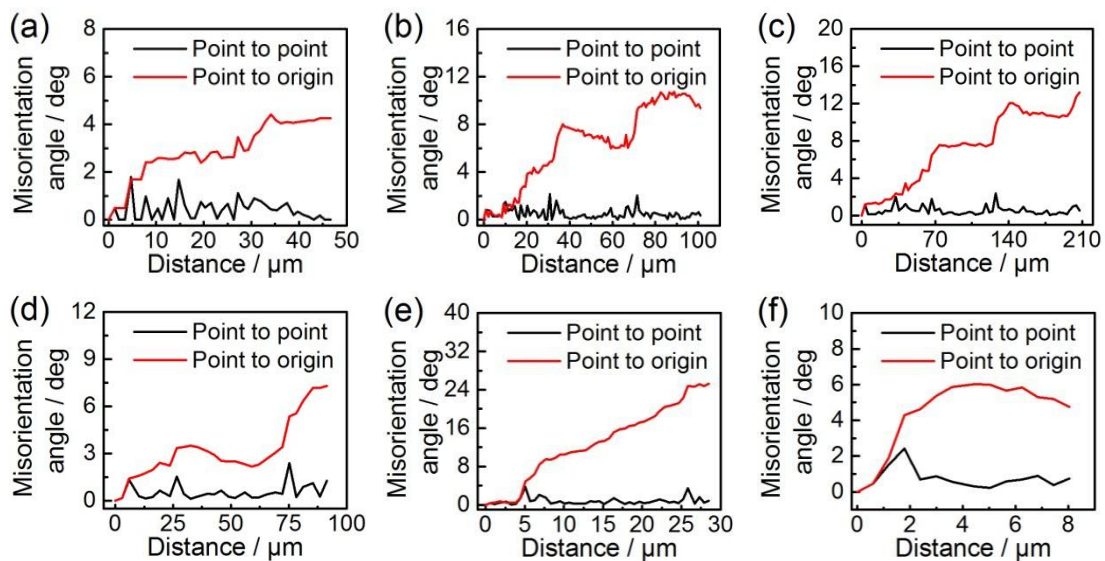 (a)
8
6
4
2
0
Misorientation
angle / deg
Point to point
Point to origin
0 10 20 30 40 50
Distance / µm
(b)
16
12
8
4
0
Misorientation
angle / deg
Point to point
Point to origin
0 20 40 60 80 100
Distance / µm
(c)
20
15
10
5
0
Misorientation
angle / deg
Point to point
Point to origin
0 70 140 210
Distance / µm
(d)
12
9
6
3
0
Misorientation
angle / deg
Point to point
Point to origin
0 25 50 75 100
Distance / µm
(e)
40
32
24
16
8
0
Misorientation
angle / deg
Point to point
Point to origin
0 5 10 15 20 25 30
Distance / µm
(f)
10
8
6
4
2
0
Misorientation
angle / deg
Point to point
Point to origin
0 2 4 6 8
Distance / µm